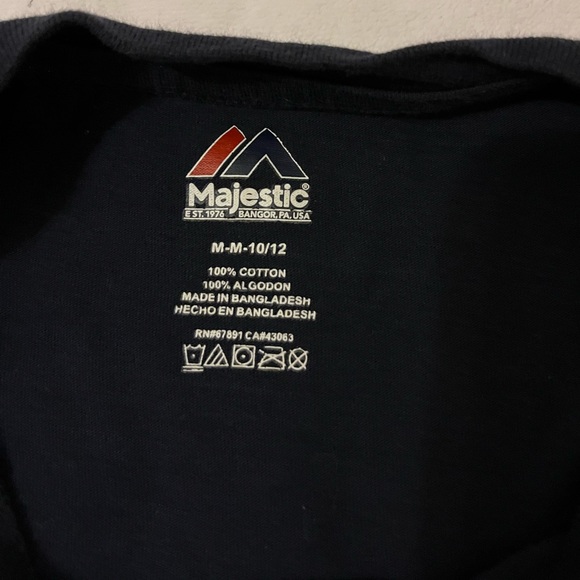 Majestic®
EST. 1976 BANGOR, PA, USA
M-M-10/12
100% COTTON
100% ALGODON
MADE IN BANGLADESH
HECHO EN BANGLADESH
RN#67891 CA#43063